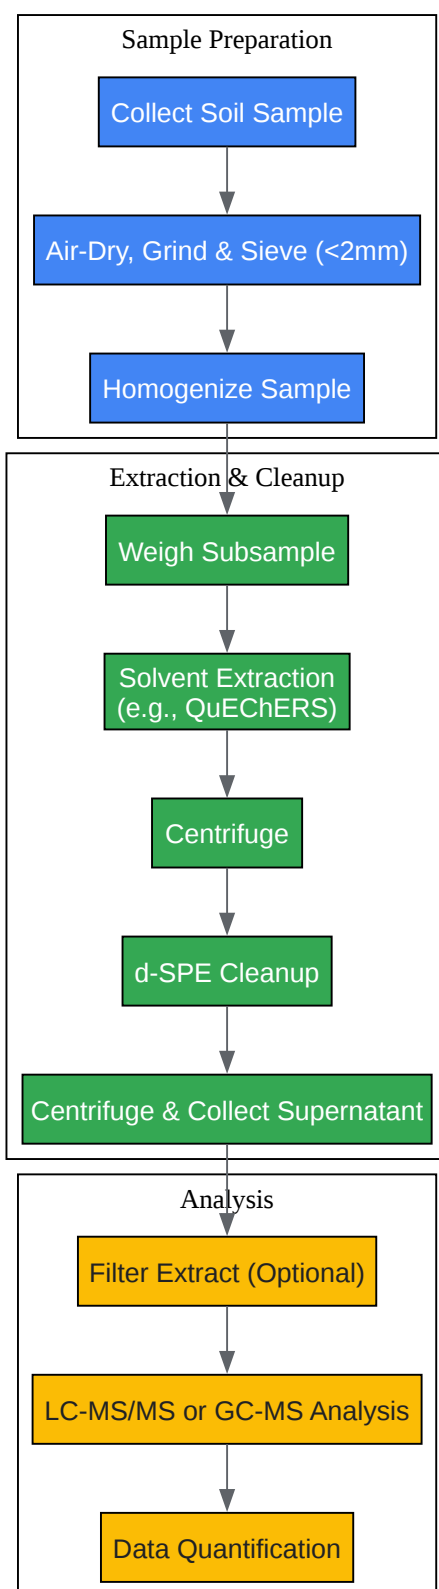 Sample Preparation
Collect Soil Sample
Air-Dry, Grind & Sieve (<2mm)
Homogenize Sample
Extraction & Cleanup
Weigh Subsample
Solvent Extraction
(e.g., QuEChERS)
Centrifuge
d-SPE Cleanup
Centrifuge & Collect Supernatant
Analysis
Filter Extract (Optional)
LC-MS/MS or GC-MS Analysis
Data Quantification